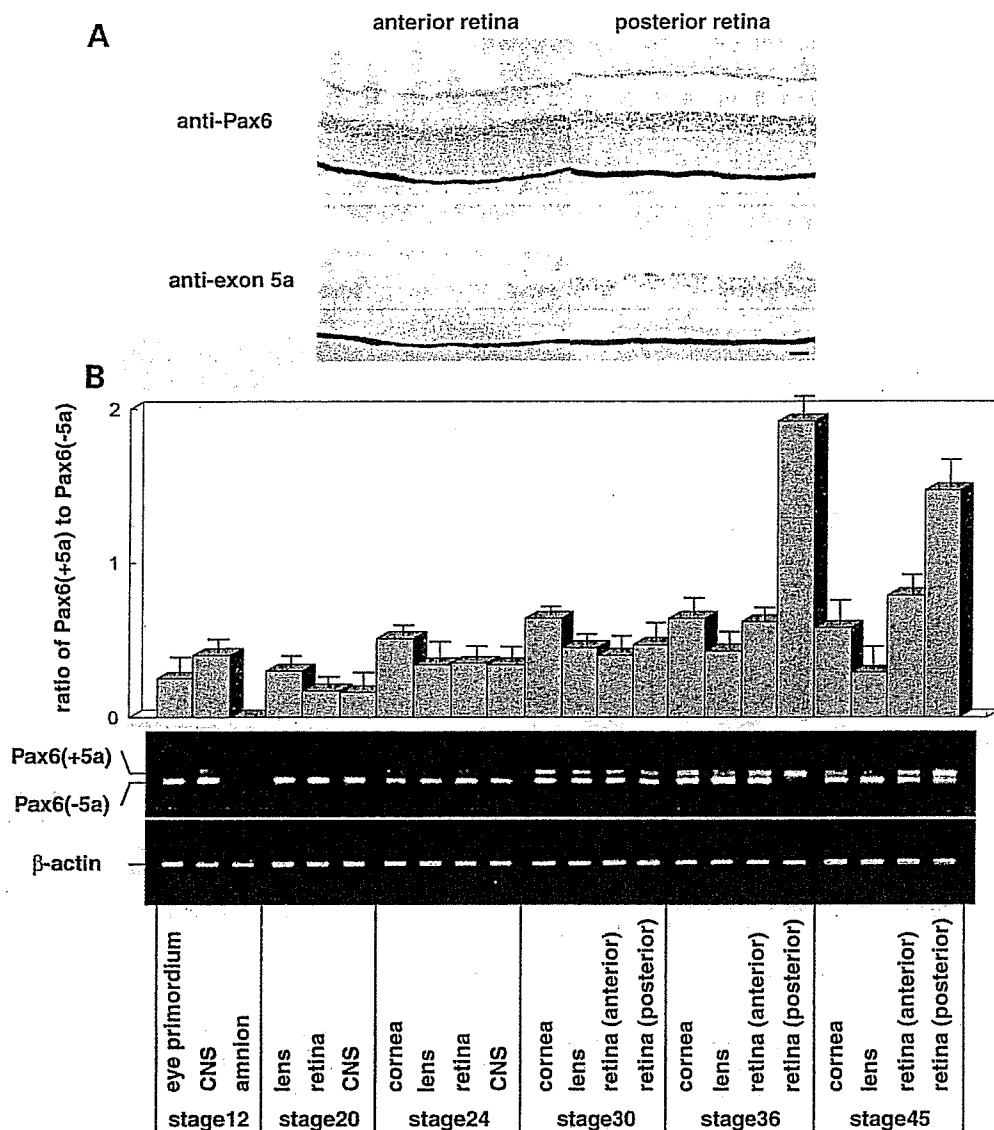 A
anterior retina
posterior retina
anti-Pax6
anti-exon 5a
B
ratio of Pax6(+5a) to Pax6(-5a)
2
1
0
Pax6(+5a)
Pax6(-5a)
β-actin
eye primordium
CNS
amnion
lens
retina
CNS
cornea
lens
retina
CNS
cornea
lens
retina (anterior)
retina (posterior)
cornea
lens
retina (anterior)
retina (posterior)
cornea
lens
retina (anterior)
retina (posterior)
stage12
stage20
stage24
stage30
stage36
stage45